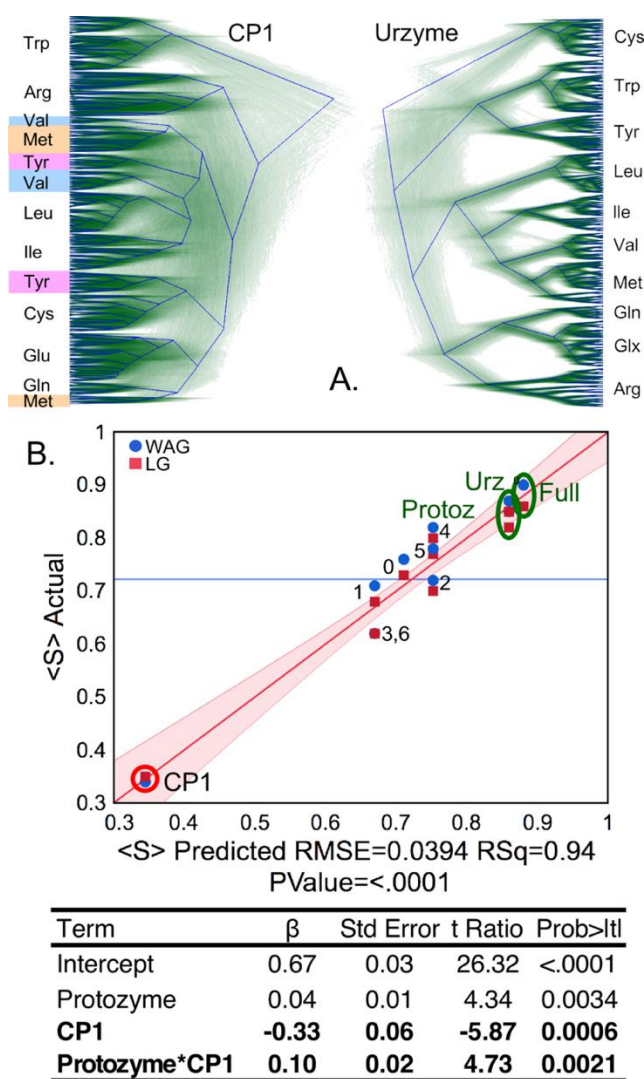 CP1 Urzyme
Trp
Arg
Val
Met
Tyr
Val
Leu
Ile
Tyr
Cys
Glu
Gln
Met
Cys
Trp
Tyr
Leu
Ile
Val
Met
Gln
Glx
Arg
A.
B.
WAG
LG
<S> Actual
1
0.9
0.8
0.7
0.6
0.5
0.4
0.3
Protoz
Urz
Full
4
5
0
2
1
3,6
CP1
0.3 0.4 0.5 0.6 0.7 0.8 0.9 1
<S> Predicted RMSE=0.0394 RSq=0.94
PValue=<.0001
Term β Std Error t Ratio Prob>ltl
Intercept 0.67 0.03 26.32 <.0001
Protozyme 0.04 0.01 4.34 0.0034
CP1 -0.33 0.06 -5.87 0.0006
Protozyme*CP1 0.10 0.02 4.73 0.0021